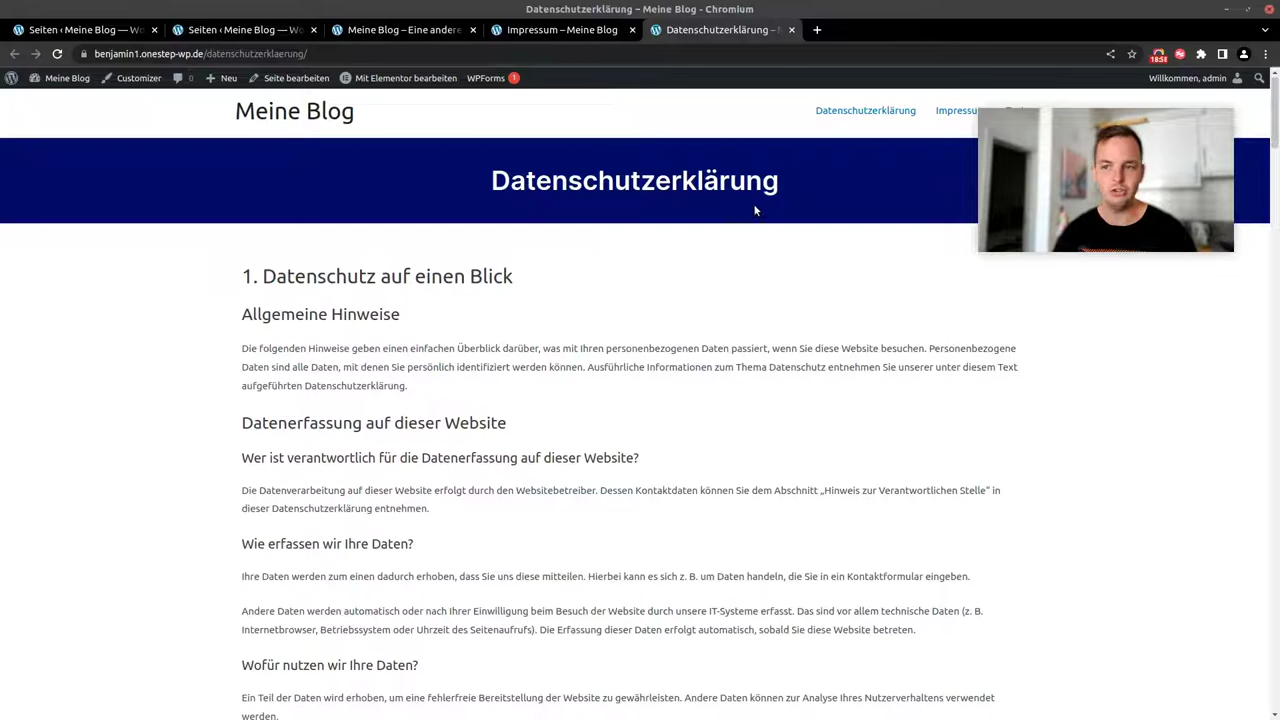 Datenschutzerklärung – Meine Blog - Chromium
Seiten ‹ Meine Blog — Wo
Seiten ‹ Meine Blog — Wo
Meine Blog – Eine andere
Impressum – Meine Blog
Datenschutzerklärung –
benjamin1.onestep-wp.de/datenschutzerklaerung/
18:58
Meine Blog
Customizer
0
Neu
Seite bearbeiten
Mit Elementor bearbeiten
WPForms 1
Willkommen, admin
Meine Blog
Datenschutzerklärung
Impressu
Datenschutzerklärung
1. Datenschutz auf einen Blick
Allgemeine Hinweise
Die folgenden Hinweise geben einen einfachen Überblick darüber, was mit Ihren personenbezogenen Daten passiert, wenn Sie diese Website besuchen. Personenbezogene
Daten sind alle Daten, mit denen Sie persönlich identifiziert werden können. Ausführliche Informationen zum Thema Datenschutz entnehmen Sie unserer unter diesem Text
aufgeführten Datenschutzerklärung.
Datenerfassung auf dieser Website
Wer ist verantwortlich für die Datenerfassung auf dieser Website?
Die Datenverarbeitung auf dieser Website erfolgt durch den Websitebetreiber. Dessen Kontaktdaten können Sie dem Abschnitt „Hinweis zur Verantwortlichen Stelle“ in
dieser Datenschutzerklärung entnehmen.
Wie erfassen wir Ihre Daten?
Ihre Daten werden zum einen dadurch erhoben, dass Sie uns diese mitteilen. Hierbei kann es sich z. B. um Daten handeln, die Sie in ein Kontaktformular eingeben.
Andere Daten werden automatisch oder nach Ihrer Einwilligung beim Besuch der Website durch unsere IT-Systeme erfasst. Das sind vor allem technische Daten (z. B.
Internetbrowser, Betriebssystem oder Uhrzeit des Seitenaufrufs). Die Erfassung dieser Daten erfolgt automatisch, sobald Sie diese Website betreten.
Wofür nutzen wir Ihre Daten?
Ein Teil der Daten wird erhoben, um eine fehlerfreie Bereitstellung der Website zu gewährleisten. Andere Daten können zur Analyse Ihres Nutzerverhaltens verwendet
werden.